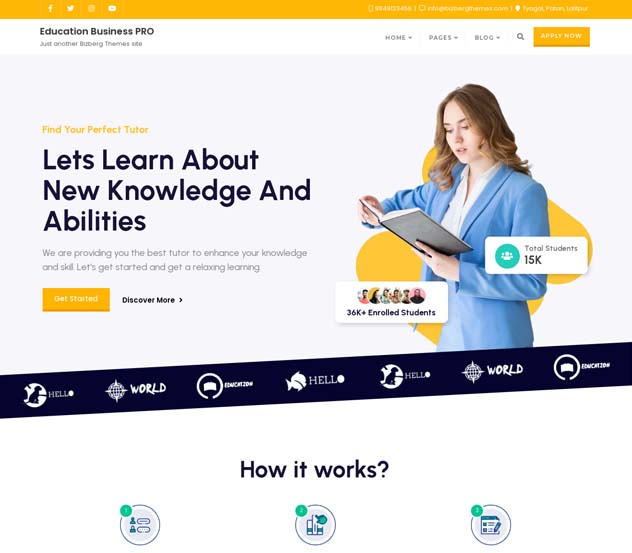 9849123456 | info@bizbergthemes.com | Tyagal, Patan, Lalitpur
Education Business PRO
Just another Bizberg Themes site
HOME PAGES BLOG
APPLY NOW
Find Your Perfect Tutor
Lets Learn About
New Knowledge And
Abilities
We are providing you the best tutor to enhance your knowledge
and skill. Let's get started and get a relaxing learning
Get Started Discover More
Total Students
15K
36K+ Enrolled Students
HELLO WORLD EDUCATION HELLO HELLO WORLD EDUCATION
How it works?
1 2 3